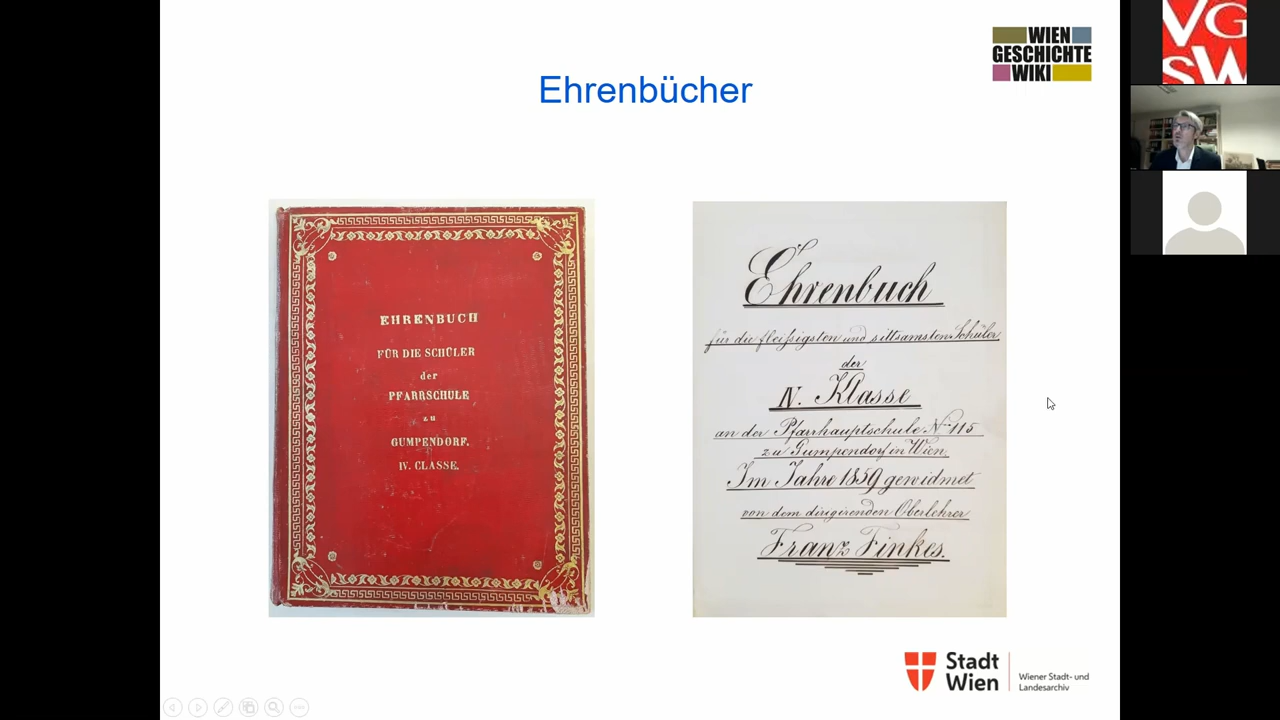 Ehrenbücher
WIEN
GESCHICHTE
WIKI
EHRENBUCH
FÜR DIE SCHÜLER
der
PFARRSCHULE
zu
GUMPENDORF.
IV. CLASSE.
Ehrenbuch
für die fleißigsten und sittsamsten Schüler
der
IV. Klasse
an der Pfarrhauptschule No 115
zu Gumpendorf in Wien,
Im Jahre 1859 gewidmet
von dem dirigirenden Oberlehrer
Franz Finkes.
Stadt
Wien
Wiener Stadt- und
Landesarchiv
VG
SW